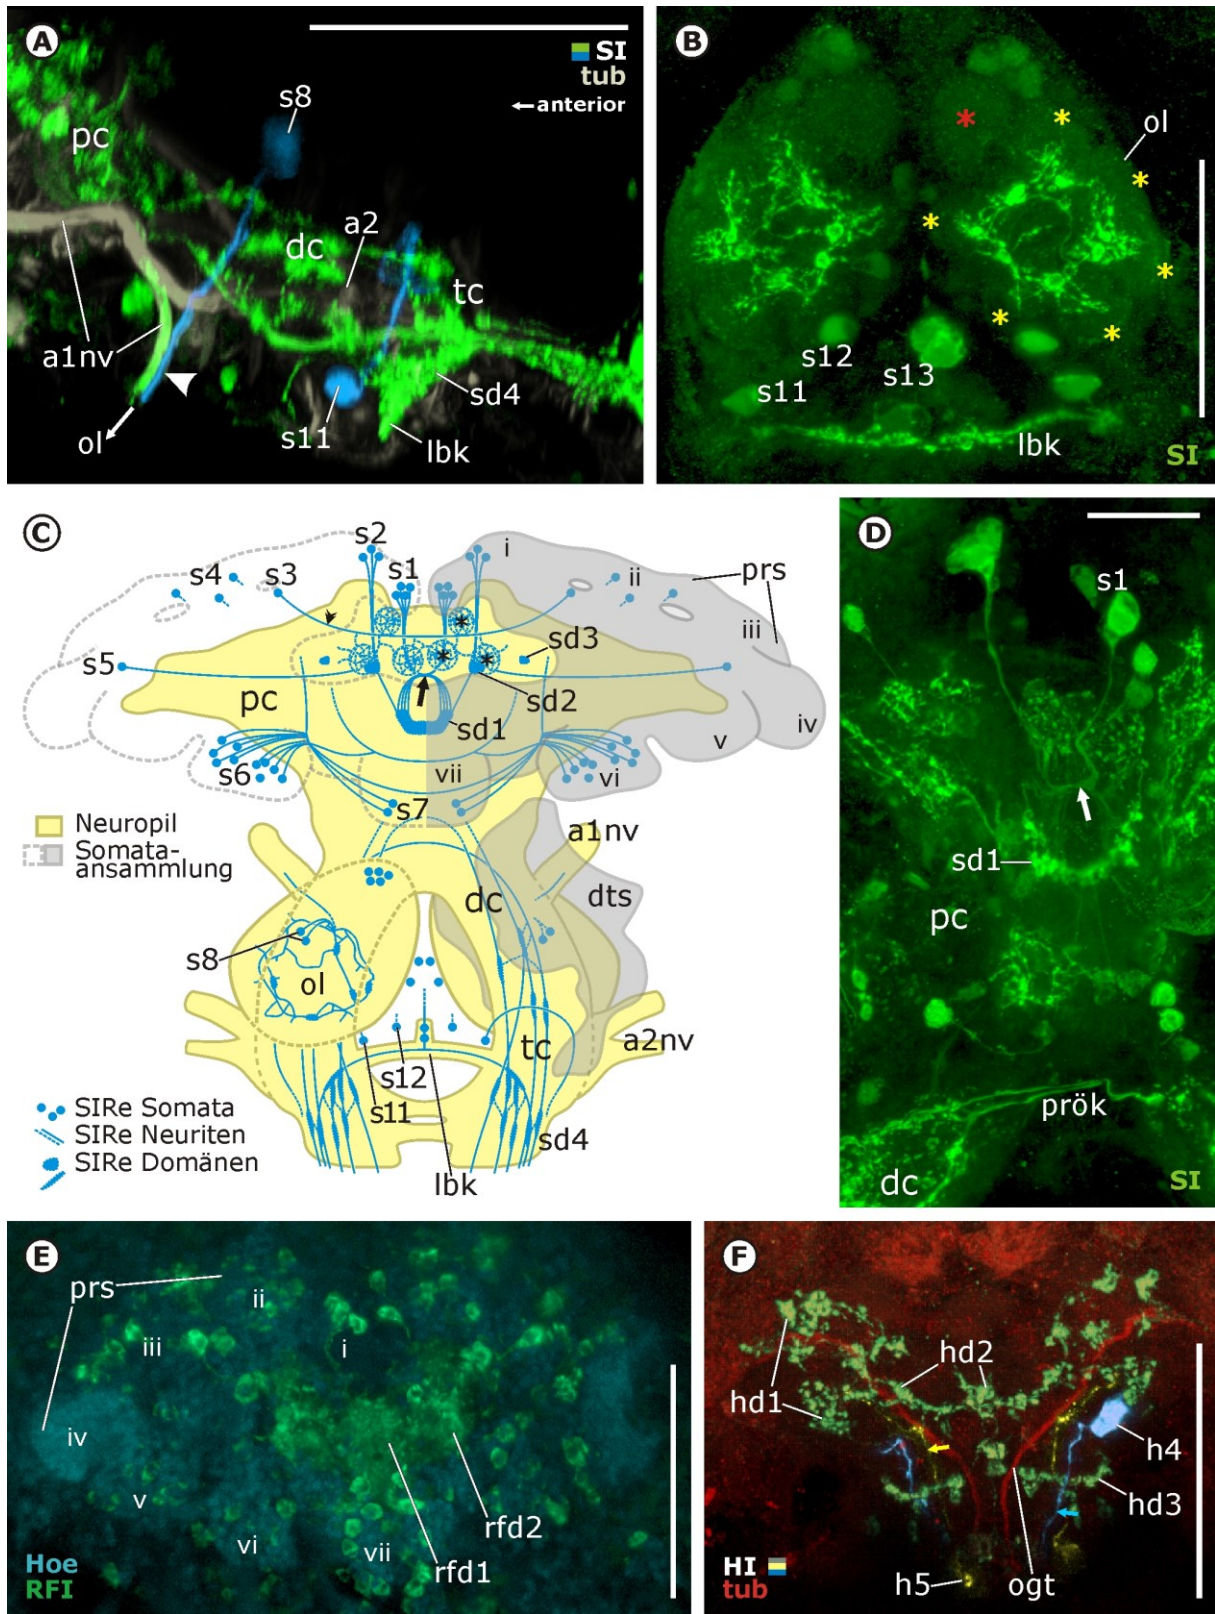 A
SI
tub
anterior
s8
pc
a2
dc
tc
a1nv
sd4
s11
ol
lbk
B
*
*
ol
*
*
*
*
*
s12
s13
s11
lbk
SI
C
s2
i
s1
ii
prs
s4
s3
iii
*
sd3
*
*
s5
pc
sd2
iv
sd1
v
s6
vii
vi
s7
Neuropil
a1nv
Somata-
ansammlung
dc
dts
s8
ol
a2nv
tc
s12
SIRe Somata
s11
SIRe Neuriten
sd4
SIRe Domänen
lbk
D
s1
sd1
pc
prök
dc
SI
E
prs
ii
iii
i
iv
v
rfd2
vi
vii
Hoe
rfd1
RFI
F
hd2
hd1
h4
hd3
HI
tub
h5
ogt